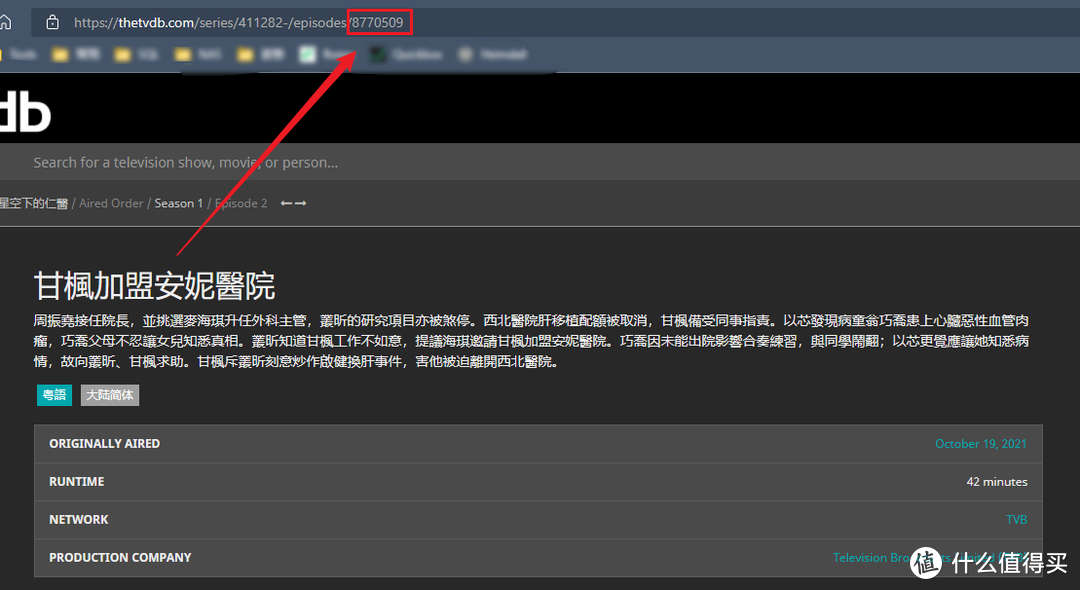 https://thetvdb.com/series/411282-/episodes/8770509
db
Search for a television show, movie, or person...
星空下的仁醫 / Aired Order / Season 1 / Episode 2 ←→
甘楓加盟安妮醫院
周振堯接任院長，並挑選麥海琪升任外科主管，叢昕的研究項目亦被煞停。西北醫院肝移植配額被取消，甘楓備受同事指責。以芯發現病童翁巧喬患上心臟惡性血管肉
瘤，巧喬父母不忍讓女兒知悉真相。叢昕知道甘楓工作不如意，提議海琪邀請甘楓加盟安妮醫院。巧喬因未能出院影響合奏練習，與同學鬧翻；以芯更覺應讓她知悉病
情，故向叢昕、甘楓求助。甘楓斥叢昕刻意炒作啟健換肝事件，害他被迫離開西北醫院。
粵語 大陆简体
ORIGINALLY AIRED October 19, 2021
RUNTIME 42 minutes
NETWORK TVB
PRODUCTION COMPANY Television
值 什么值得买